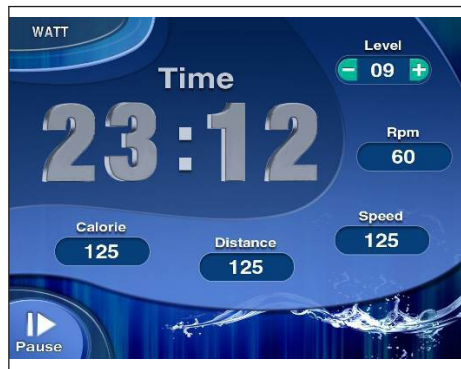 WATT
Level
09
Time
23:12
Rpm
60
Speed
125
Calorie
125
Distance
125
Pause